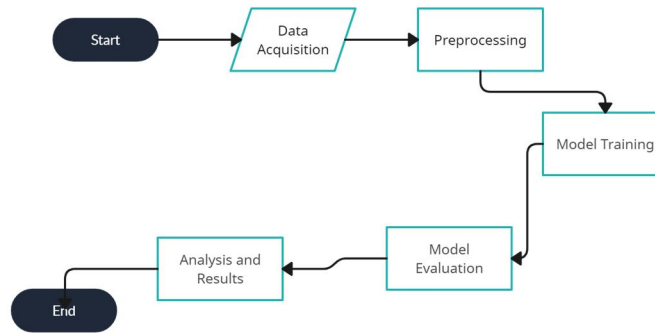 Start
Data
Acquisition
Preprocessing
Model Training
Model
Evaluation
Analysis and
Results
End